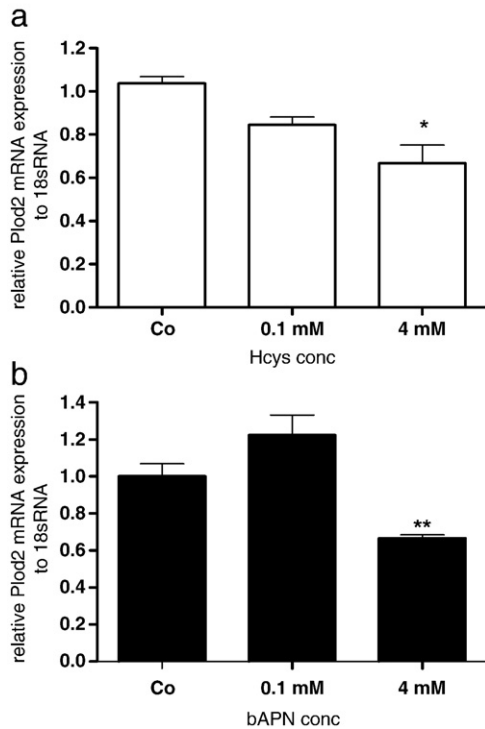 a
relative Plod2 mRNA expression
to 18sRNA
1.2
1.0
0.8
0.6
0.4
0.2
0.0
*
Co 0.1 mM 4 mM
Hcys conc
b
relative Plod2 mRNA expression
to 18sRNA
1.4
1.2
1.0
0.8
0.6
0.4
0.2
0.0
**
Co 0.1 mM 4 mM
bAPN conc